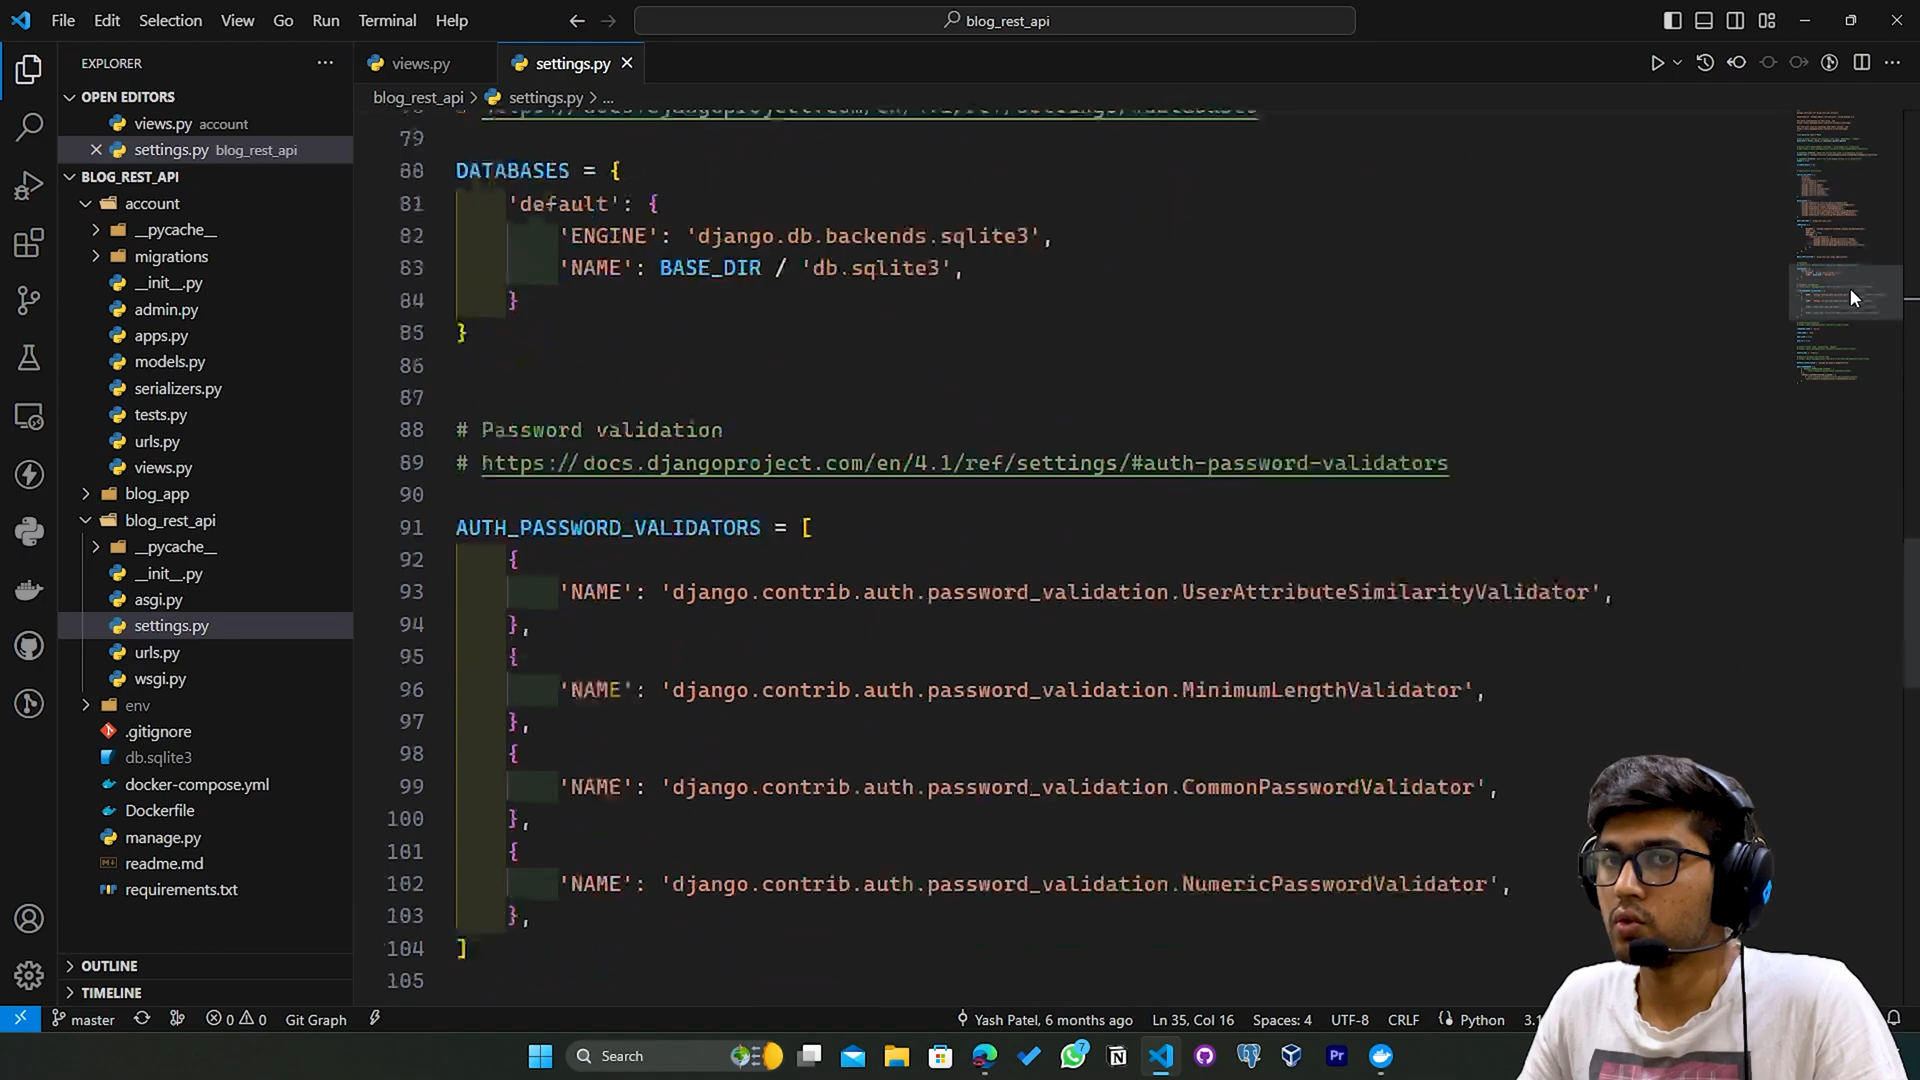 File Edit Selection View Go Run Terminal Help
blog_rest_api
EXPLORER
OPEN EDITORS
views.py account
settings.py blog_rest_api
BLOG_REST_API
account
__pycache__
migrations
__init__.py
admin.py
apps.py
models.py
serializers.py
tests.py
urls.py
views.py
blog_app
blog_rest_api
__pycache__
__init__.py
asgi.py
settings.py
urls.py
wsgi.py
env
.gitignore
db.sqlite3
docker-compose.yml
Dockerfile
manage.py
readme.md
requirements.txt
OUTLINE
TIMELINE
views.py settings.py
blog_rest_api > settings.py > ...
79
80 DATABASES = {
81 'default': {
82 'ENGINE': 'django.db.backends.sqlite3',
83 'NAME': BASE_DIR / 'db.sqlite3',
84 }
85 }
86
87
88 # Password validation
89 # https://docs.djangoproject.com/en/4.1/ref/settings/#auth-password-validators
90
91 AUTH_PASSWORD_VALIDATORS = [
92 {
93 'NAME': 'django.contrib.auth.password_validation.UserAttributeSimilarityValidator',
94 },
95 {
96 'NAME': 'django.contrib.auth.password_validation.MinimumLengthValidator',
97 },
98 {
99 'NAME': 'django.contrib.auth.password_validation.CommonPasswordValidator',
100 },
101 {
102 'NAME': 'django.contrib.auth.password_validation.NumericPasswordValidator',
103 },
104 ]
105
master 0 0 Git Graph Yash Patel, 6 months ago Ln 35, Col 16 Spaces: 4 UTF-8 CRLF Python
Search 7 Pr